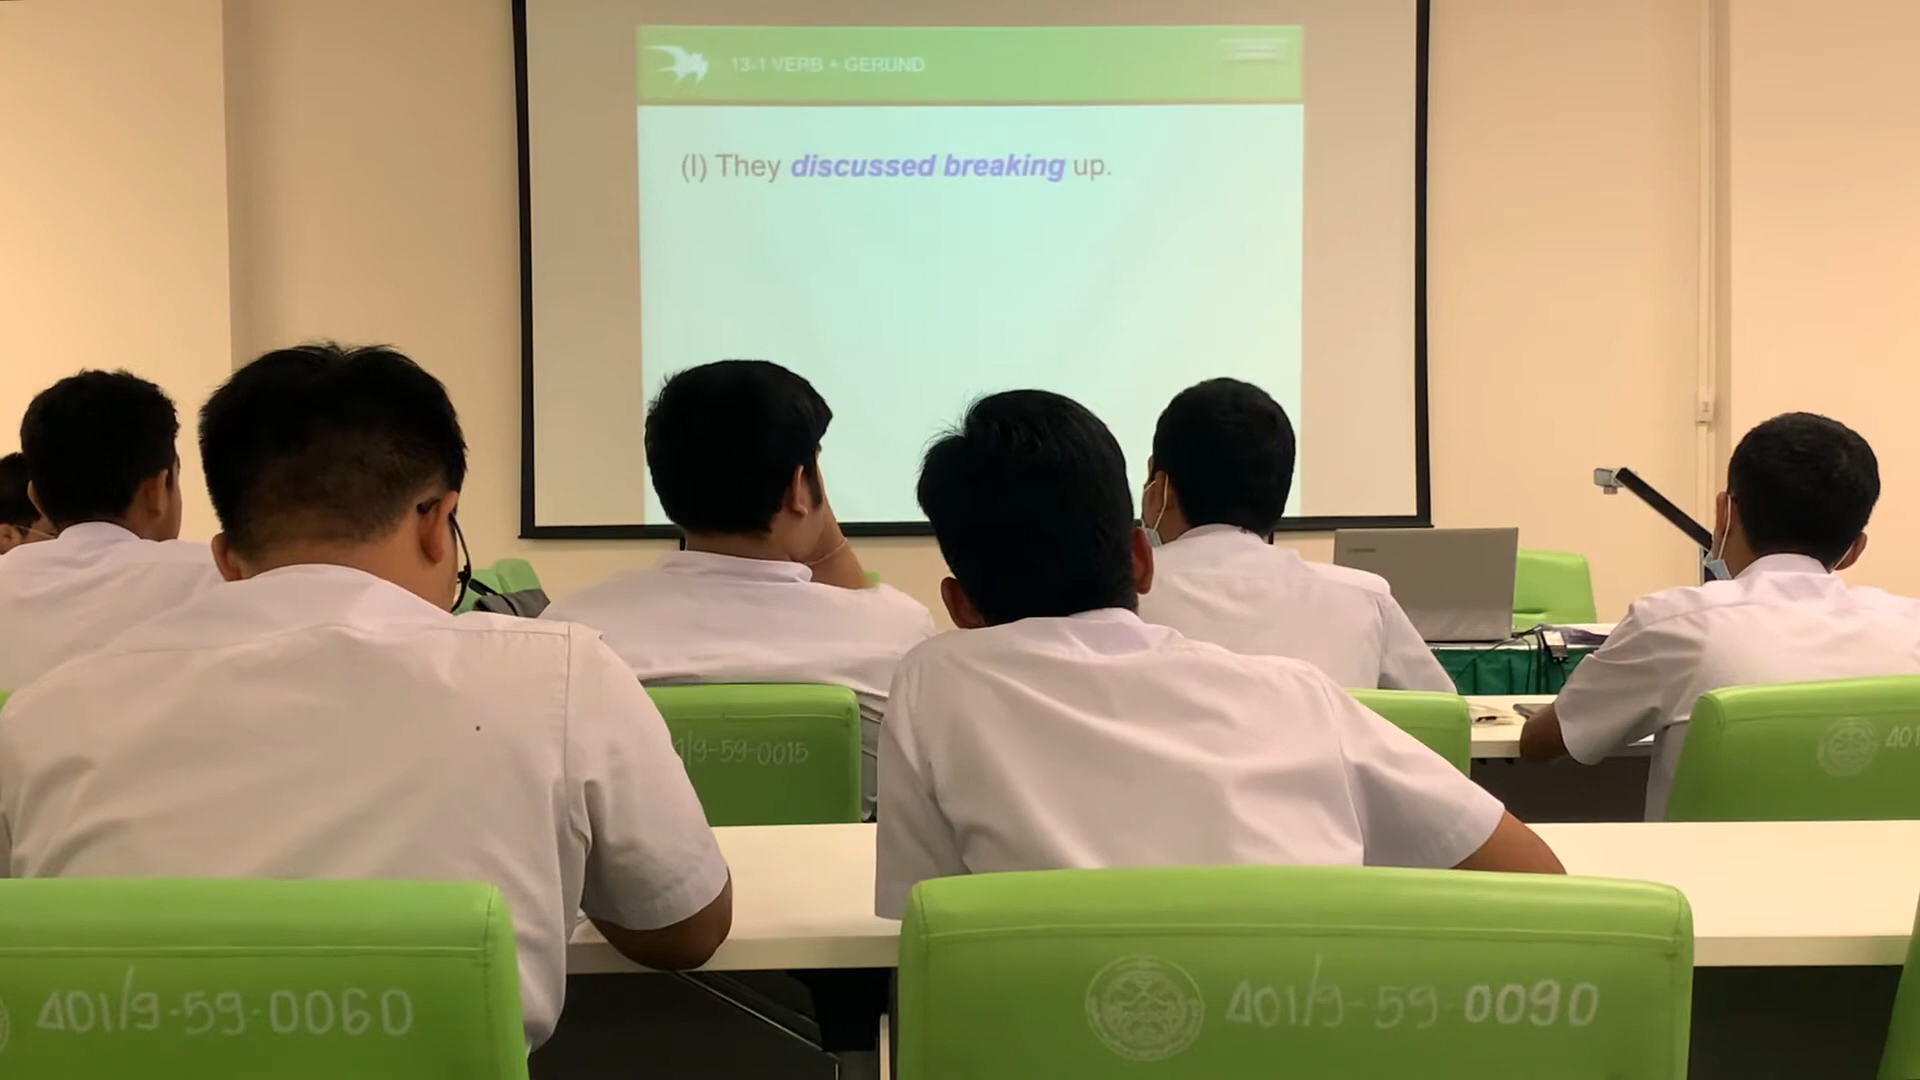 13-1 VERB + GERUND
(I) They discussed breaking up.
/9-59-0015
401
401/9-59-0060
401/9-59-0090